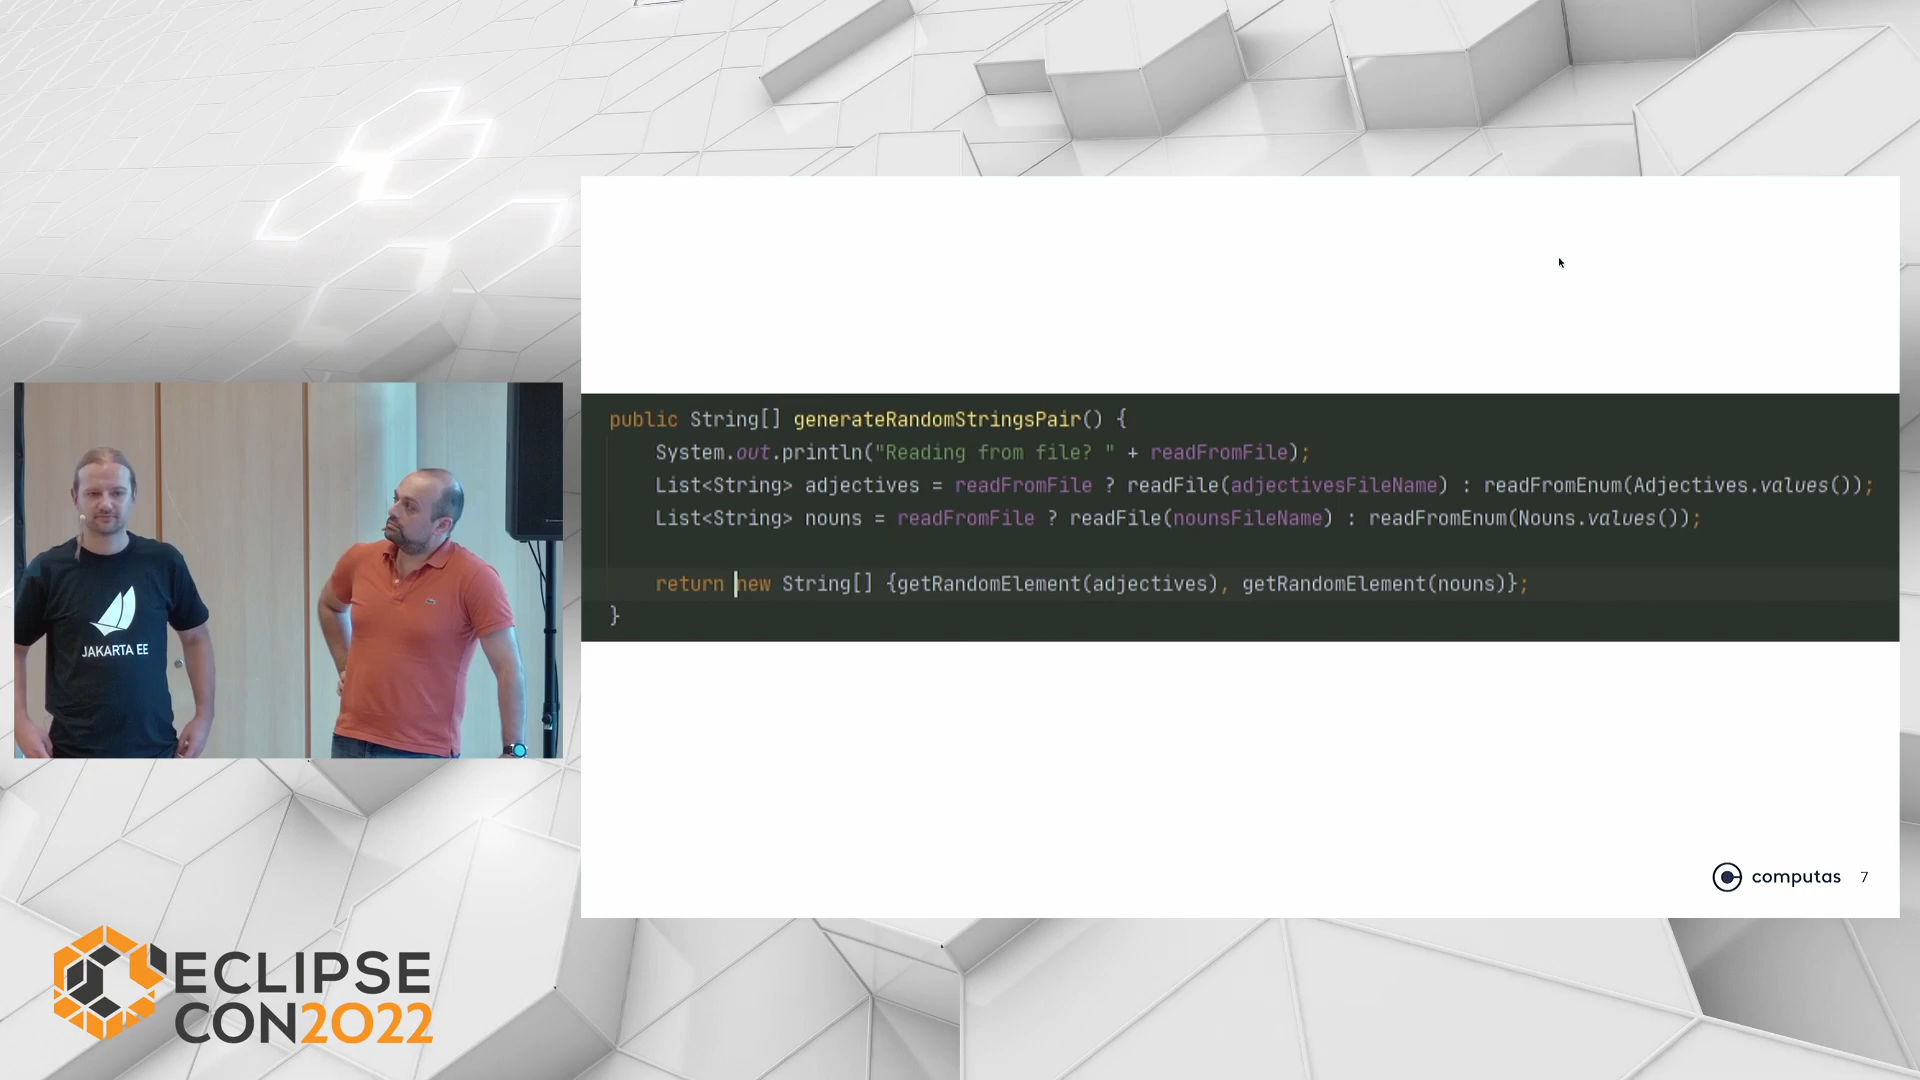 public String[] generateRandomStringsPair() {
System.out.println("Reading from file? " + readFromFile);
List<String> adjectives = readFromFile ? readFile(adjectivesFileName) : readFromEnum(Adjectives.values());
List<String> nouns = readFromFile ? readFile(nounsFileName) : readFromEnum(Nouns.values());
return new String[] {getRandomElement(adjectives), getRandomElement(nouns)};
}
JAKARTA EE
computas 7
ECLIPSE
CON2022